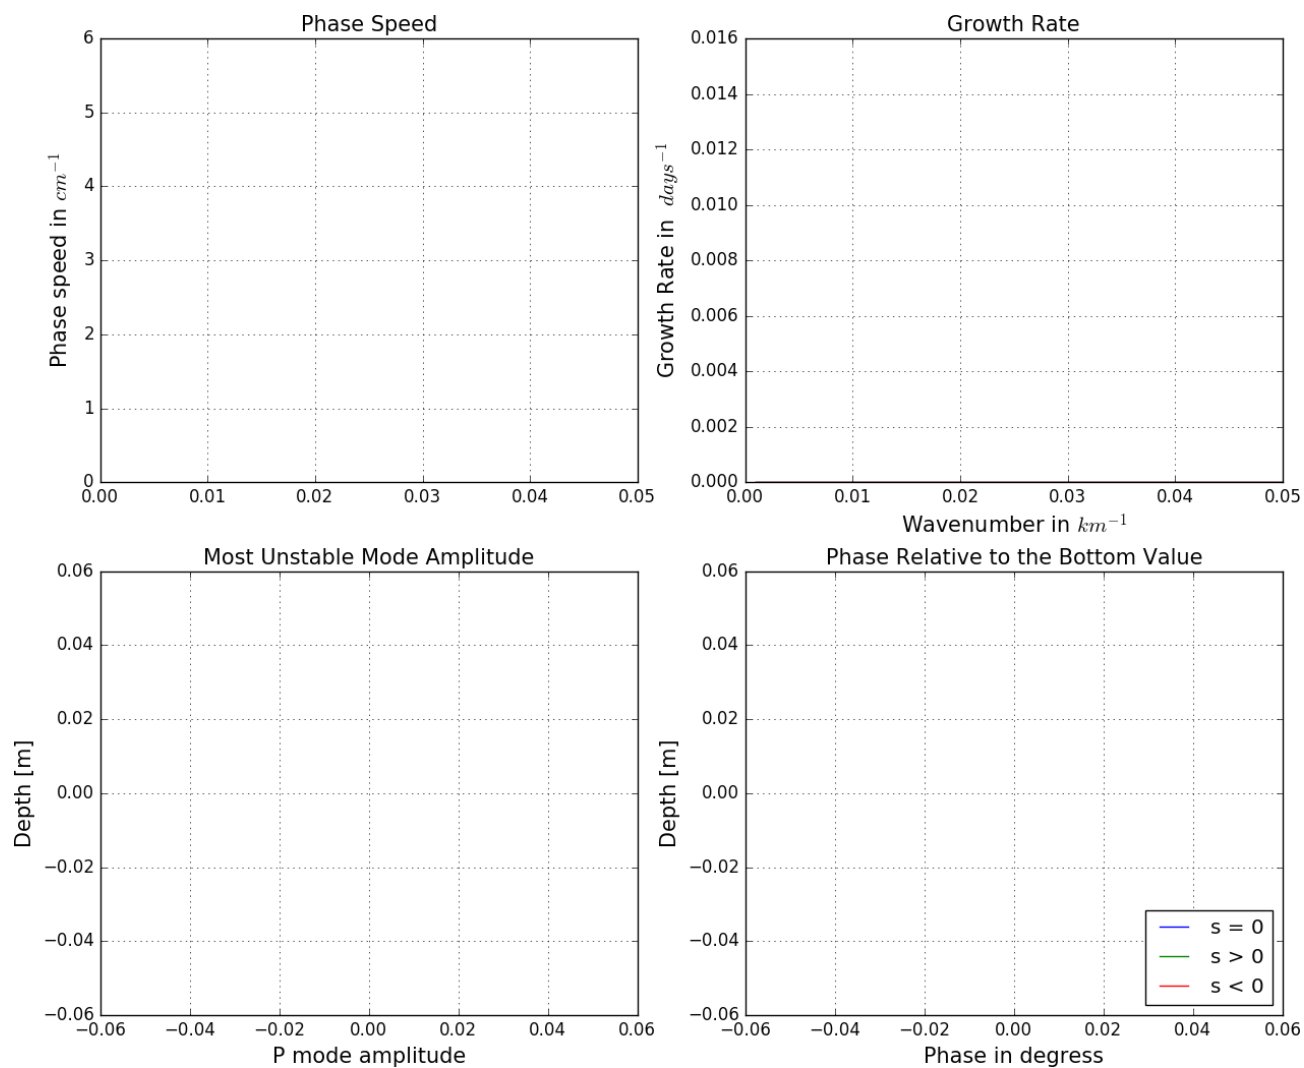 Phase Speed
6
5
4
3
2
1
0
0.00 0.01 0.02 0.03 0.04 0.05
Phase speed in cm⁻¹
Growth Rate
0.016
0.014
0.012
0.010
0.008
0.006
0.004
0.002
0.000
0.00 0.01 0.02 0.03 0.04 0.05
Growth Rate in days⁻¹
Wavenumber in km⁻¹
Most Unstable Mode Amplitude
0.06
0.04
0.02
0.00
−0.02
−0.04
−0.06
−0.06 −0.04 −0.02 0.00 0.02 0.04 0.06
Depth [m]
P mode amplitude
Phase Relative to the Bottom Value
0.06
0.04
0.02
0.00
−0.02
−0.04
−0.06
−0.06 −0.04 −0.02 0.00 0.02 0.04 0.06
Depth [m]
Phase in degress
s = 0
s > 0
s < 0